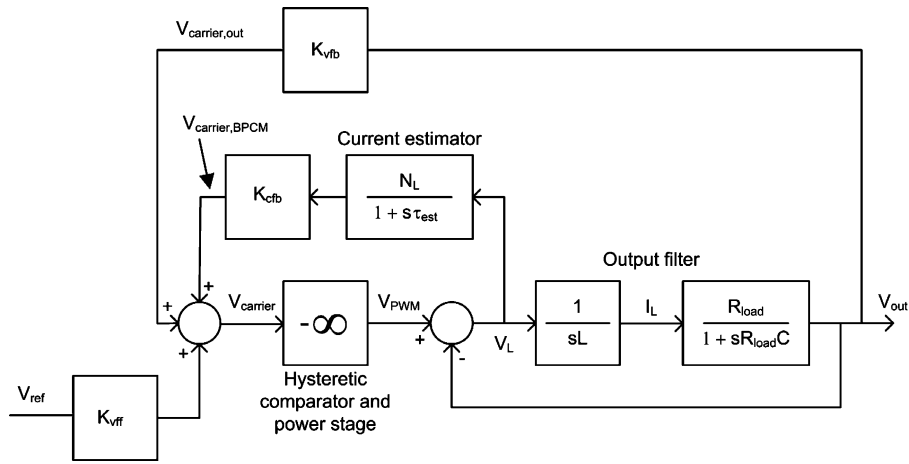 V_carrier,out
K_vfb
V_carrier,BPCM
Current estimator
K_cfb
N_L
1 + sτ_est
Output filter
+
+
+
V_carrier
-∞
V_PWM
+
-
V_L
1
sL
I_L
R_load
1 + sR_loadC
V_out
Hysteretic
comparator and
power stage
V_ref
K_vff